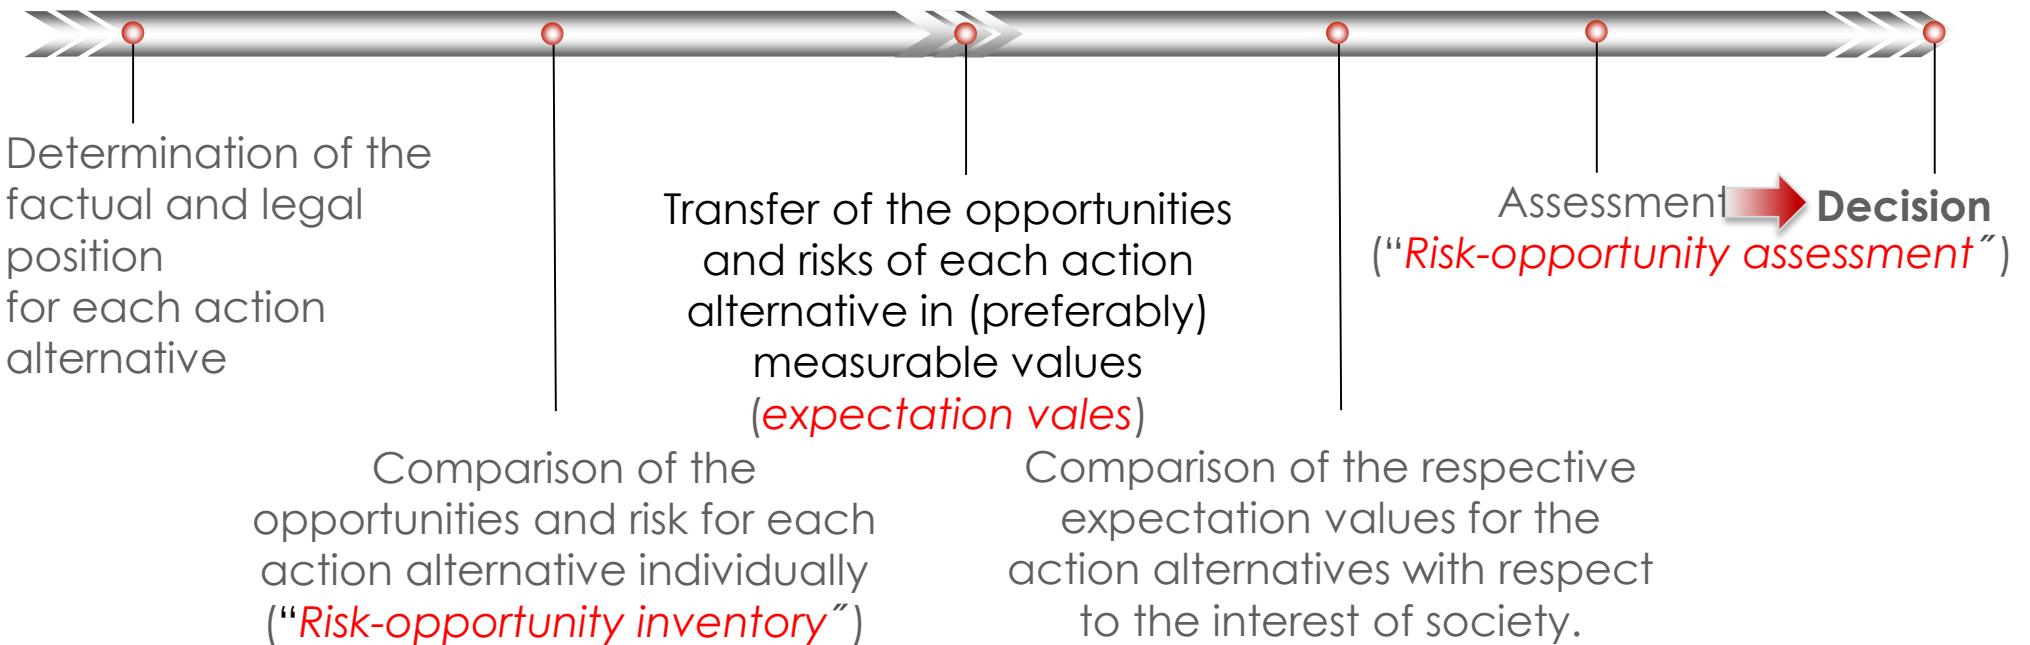 Determination of the
factual and legal
position
for each action
alternative
Comparison of the
opportunities and risk for each
action alternative individually
(“Risk-opportunity inventory˝)
Transfer of the opportunities
and risks of each action
alternative in (preferably)
measurable values
(expectation vales)
Comparison of the respective
expectation values for the
action alternatives with respect
to the interest of society.
Assessment Decision
(“Risk-opportunity assessment˝)